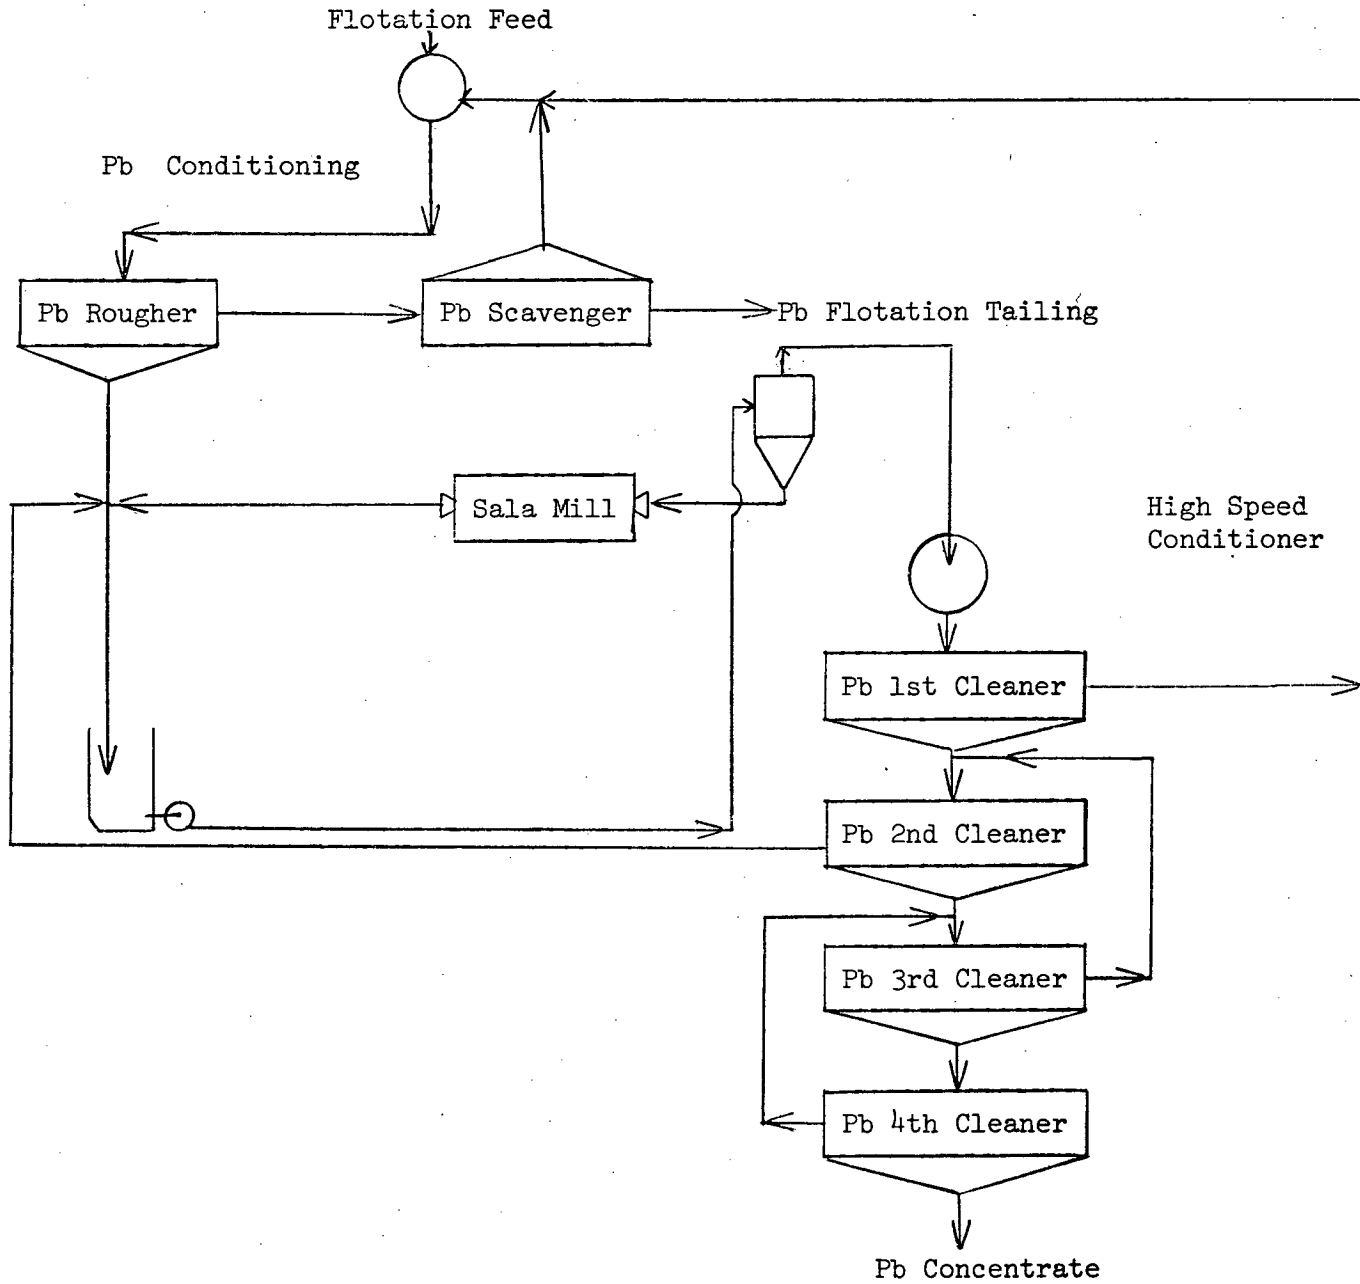 Flotation Feed
Pb Conditioning
Pb Rougher
Pb Scavenger
Pb Flotation Tailing
Sala Mill
High Speed
Conditioner
Pb 1st Cleaner
Pb 2nd Cleaner
Pb 3rd Cleaner
Pb 4th Cleaner
Pb Concentrate